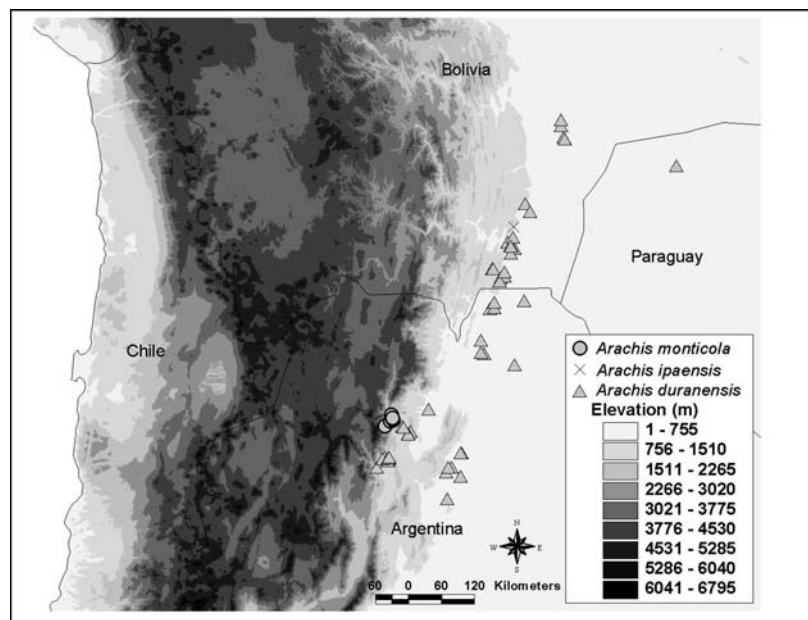 Bolivia
Paraguay
Chile
Argentina
Arachis monticola
Arachis ipaensis
Arachis duranensis
Elevation (m)
1 - 755
756 - 1510
1511 - 2265
2266 - 3020
3021 - 3775
3776 - 4530
4531 - 5285
5286 - 6040
6041 - 6795
N
W E
S
60 0 60 120 Kilometers